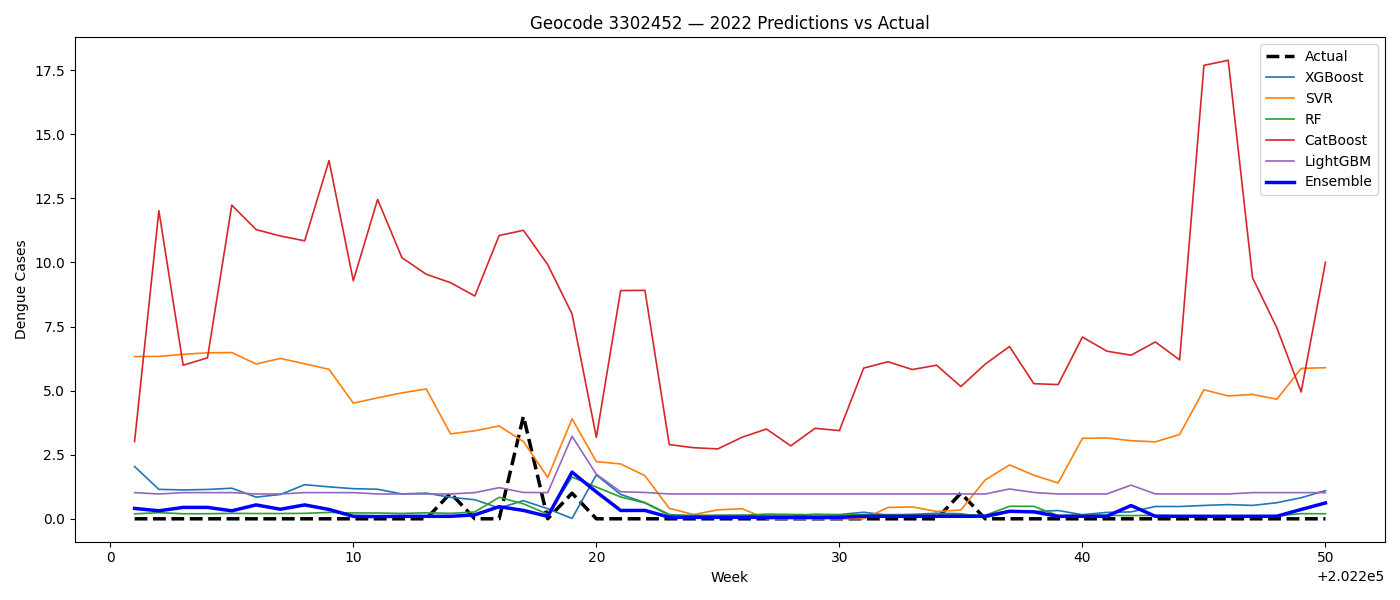 Geocode 3302452 — 2022 Predictions vs Actual
Dengue Cases
17.5
15.0
12.5
10.0
7.5
5.0
2.5
0.0
Actual
XGBoost
SVR
RF
CatBoost
LightGBM
Ensemble
0
10
20
30
40
50
+2.022e5
Week